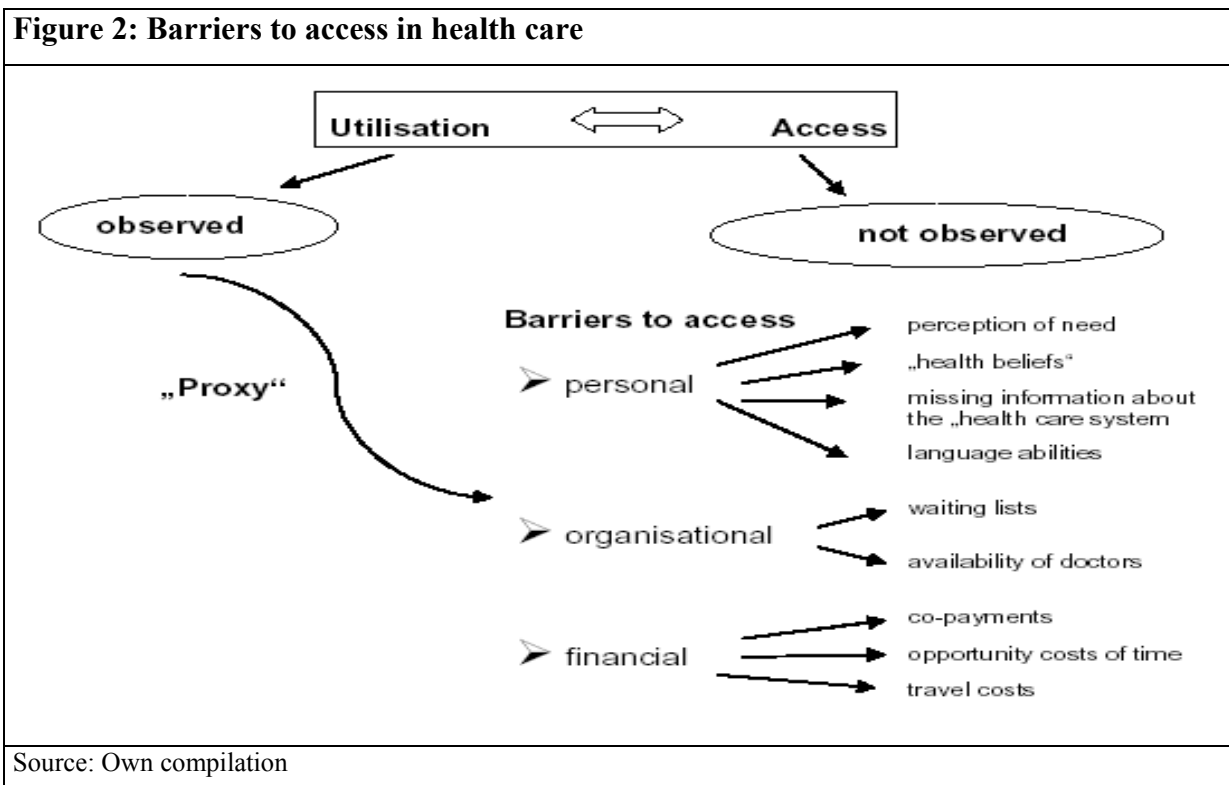 Figure 2: Barriers to access in health care
Utilisation Access
observed
not observed
Barriers to access
„Proxy“
personal
perception of need
„health beliefs“
missing information about
the „health care system
language abilities
organisational
waiting lists
availability of doctors
financial
co-payments
opportunity costs of time
travel costs
Source: Own compilation